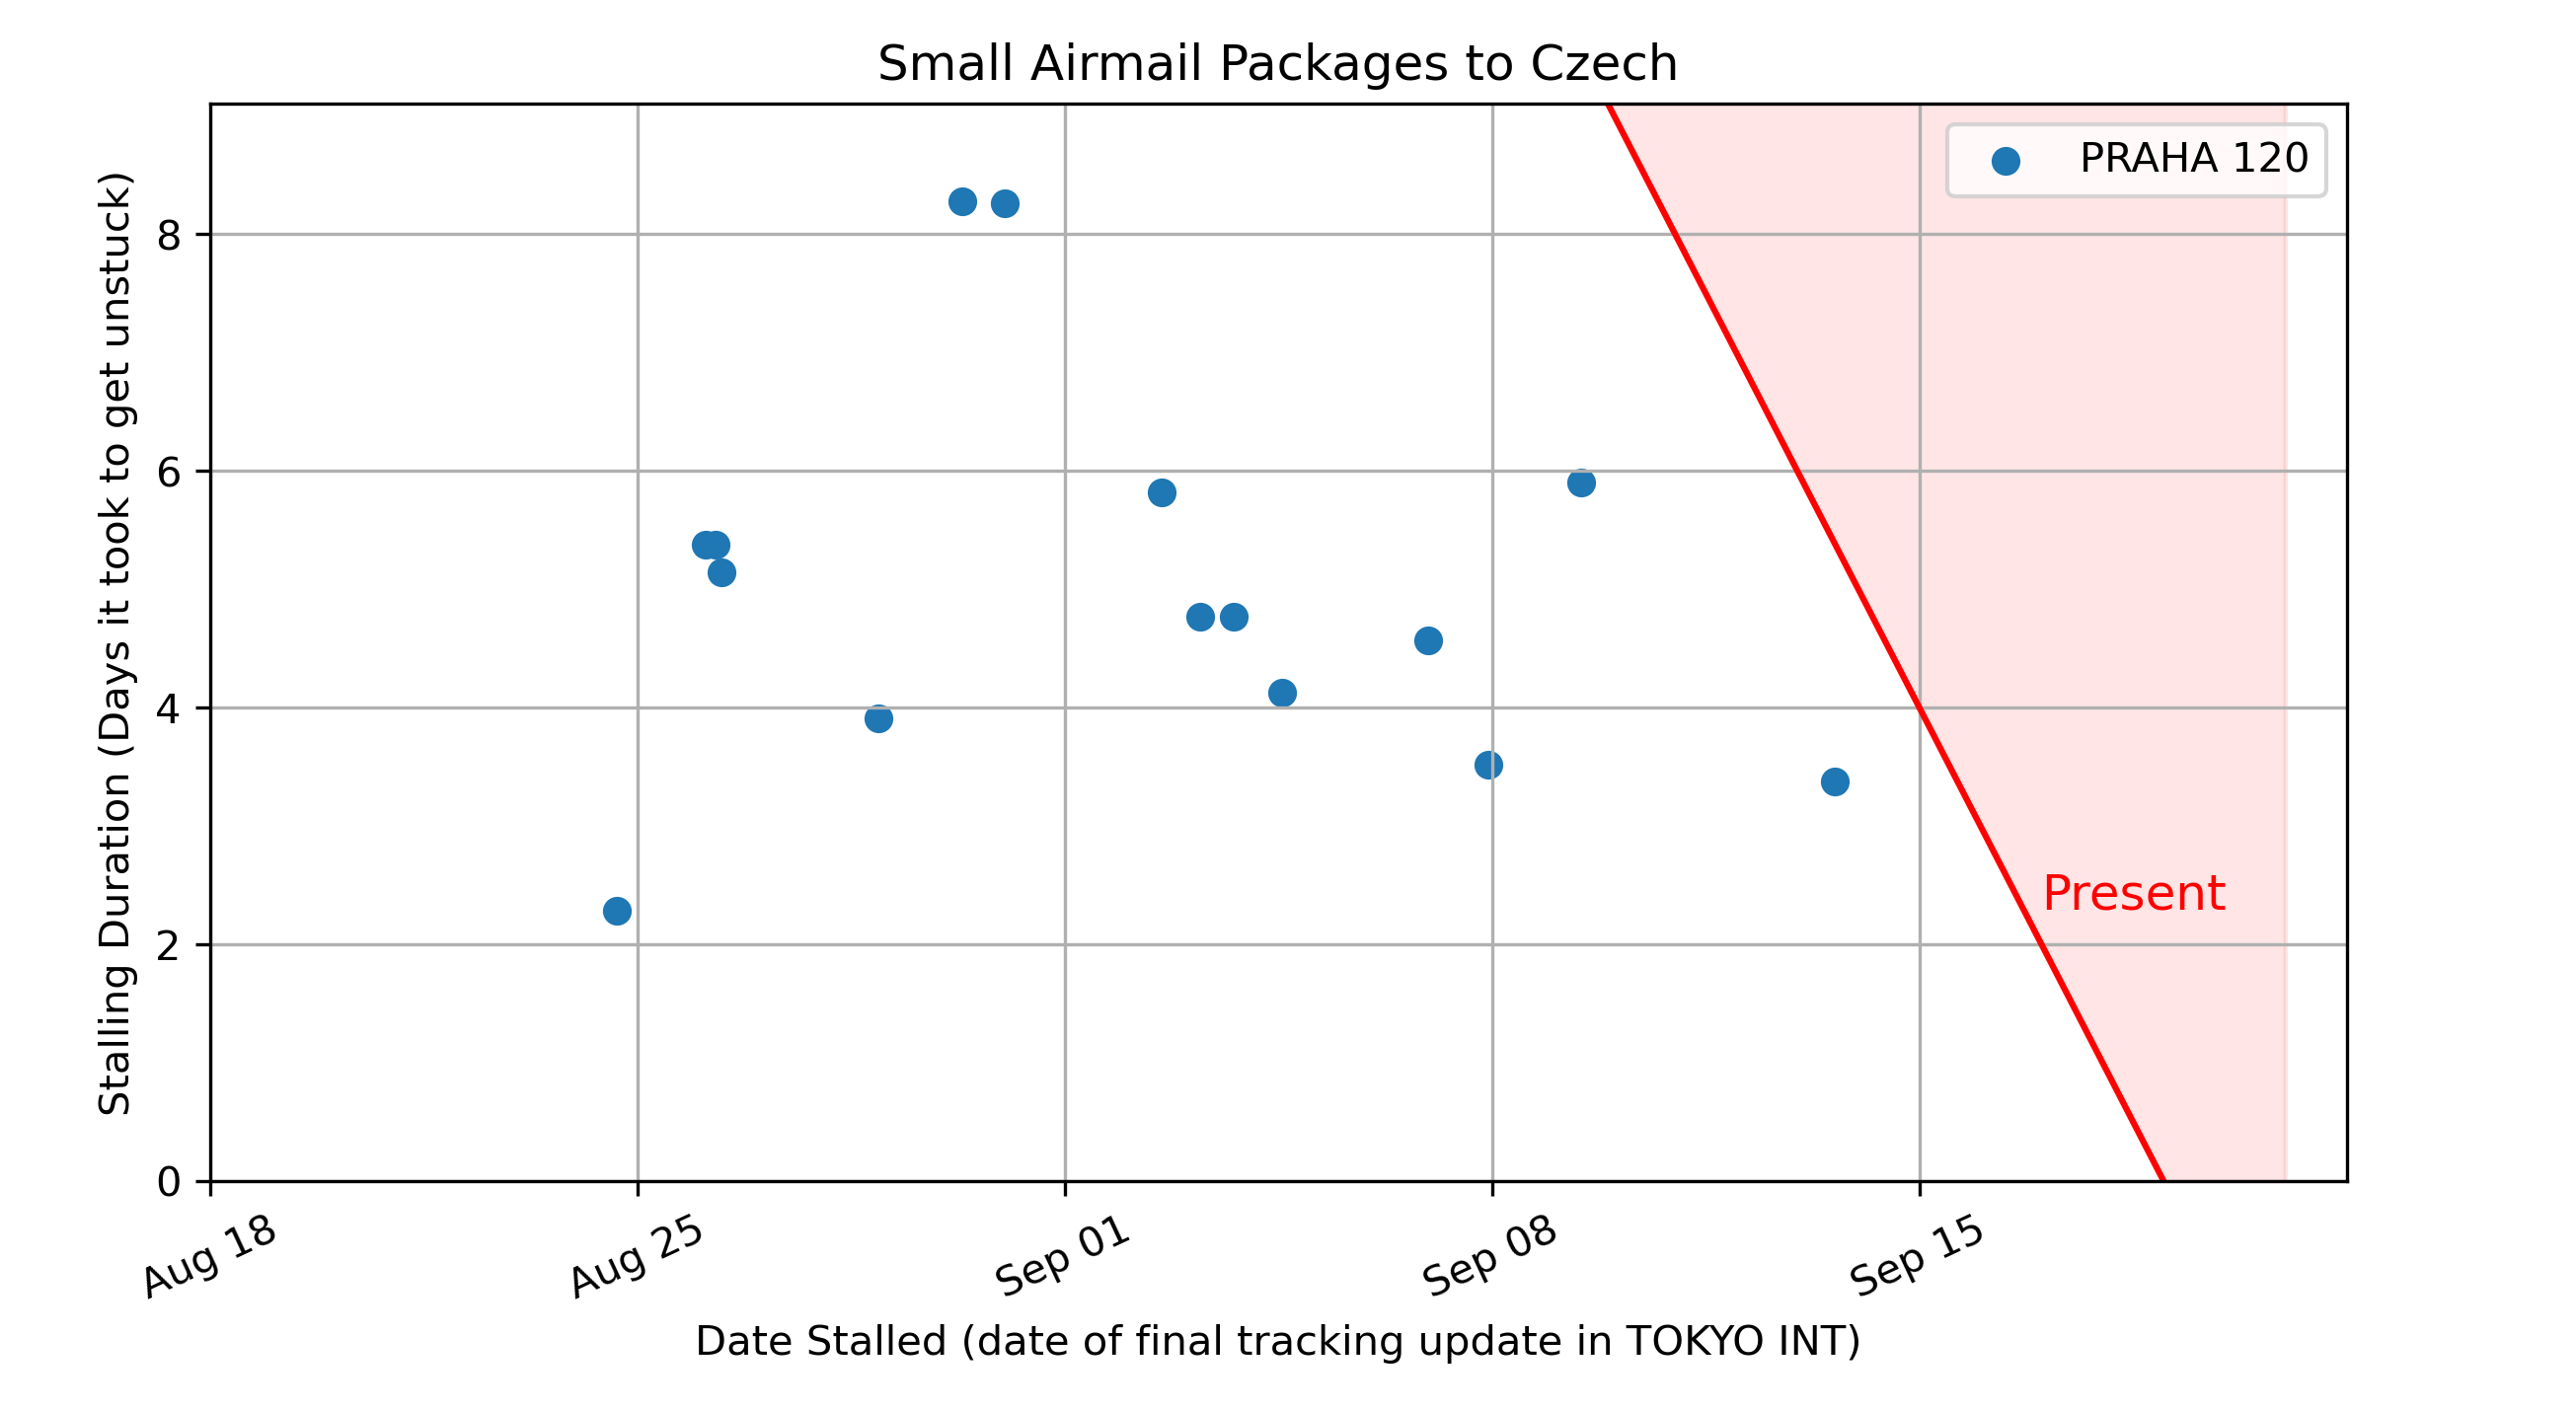 Small Airmail Packages to Czech
PRAHA 120
Stalling Duration (Days it took to get unstuck)
8
6
4
2
0
Present
Aug 18
Aug 25
Sep 01
Sep 08
Sep 15
Date Stalled (date of final tracking update in TOKYO INT)